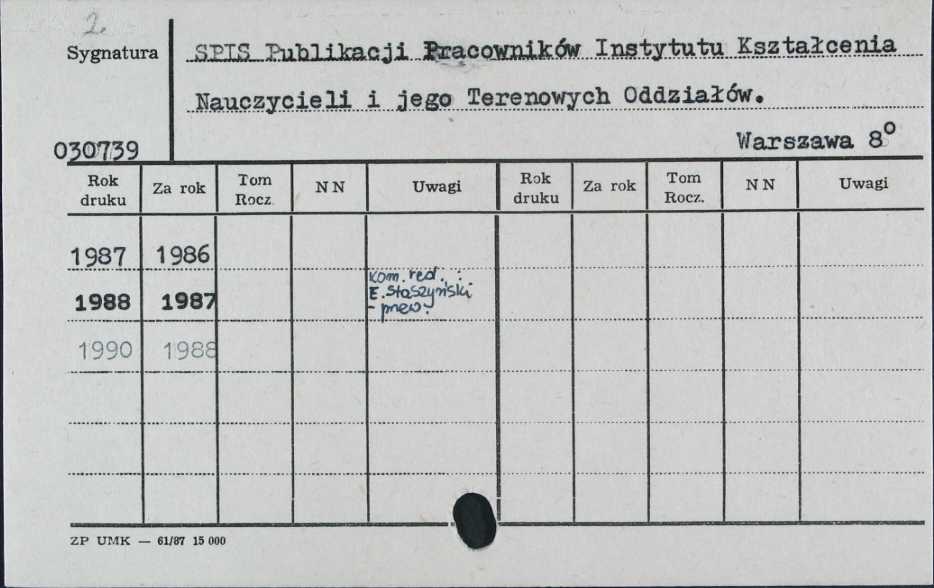 2.
Sygnatura
SPIS Publikacji Pracowników Instytutu Kształcenia
Nauczycieli i jego Terenowych Oddziałów.
Warszawa 8°
030739
Rok druku Za rok Tom Rocz. NN Uwagi Rok druku Za rok Tom Rocz. NN Uwagi
1987 1986
kom. red. :
1988 1987 E. Staszyński
- przew.
1990 1988
ZP UMK — 61/87 15 000